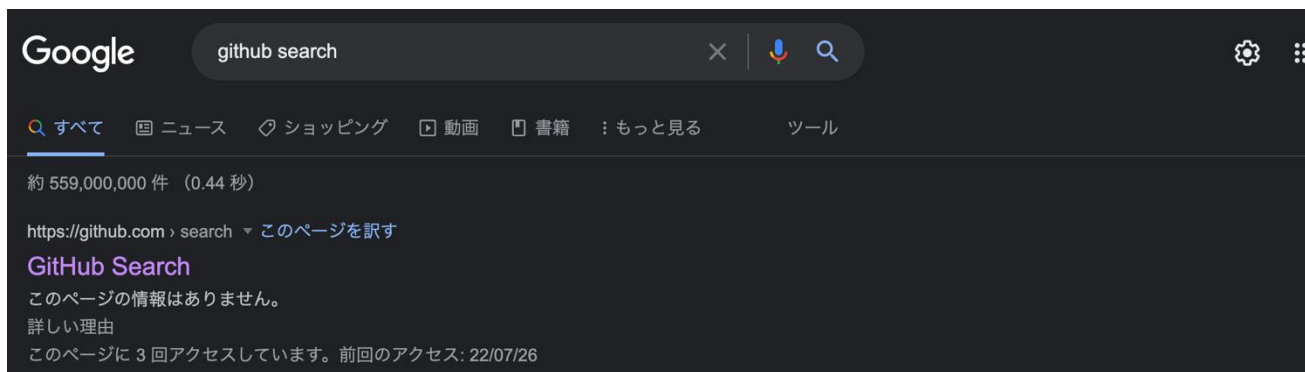 Google github search
すべて ニュース ショッピング 動画 書籍 もっと見る ツール
約 559,000,000 件 （0.44 秒）
https://github.com › search ▼ このページを訳す
GitHub Search
このページの情報はありません。
詳しい理由
このページに 3 回アクセスしています。前回のアクセス: 22/07/26